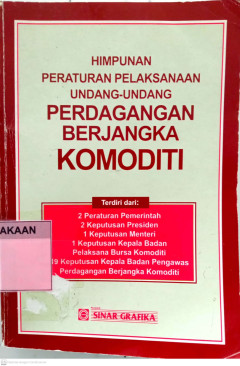 HIMPUNAN
PERATURAN PELAKSANAAN
UNDANG-UNDANG
PERDAGANGAN
BERJANGKA
KOMODITI
Terdiri dari:
2 Peraturan Pemerintah
2 Keputusan Presiden
1 Keputusan Menteri
1 Keputusan Kepala Badan
Pelaksana Bursa Komoditi
19 Keputusan Kepala Badan Pengawas
Perdagangan Berjangka Komoditi
AKAAN
SINAR GRAFIKA